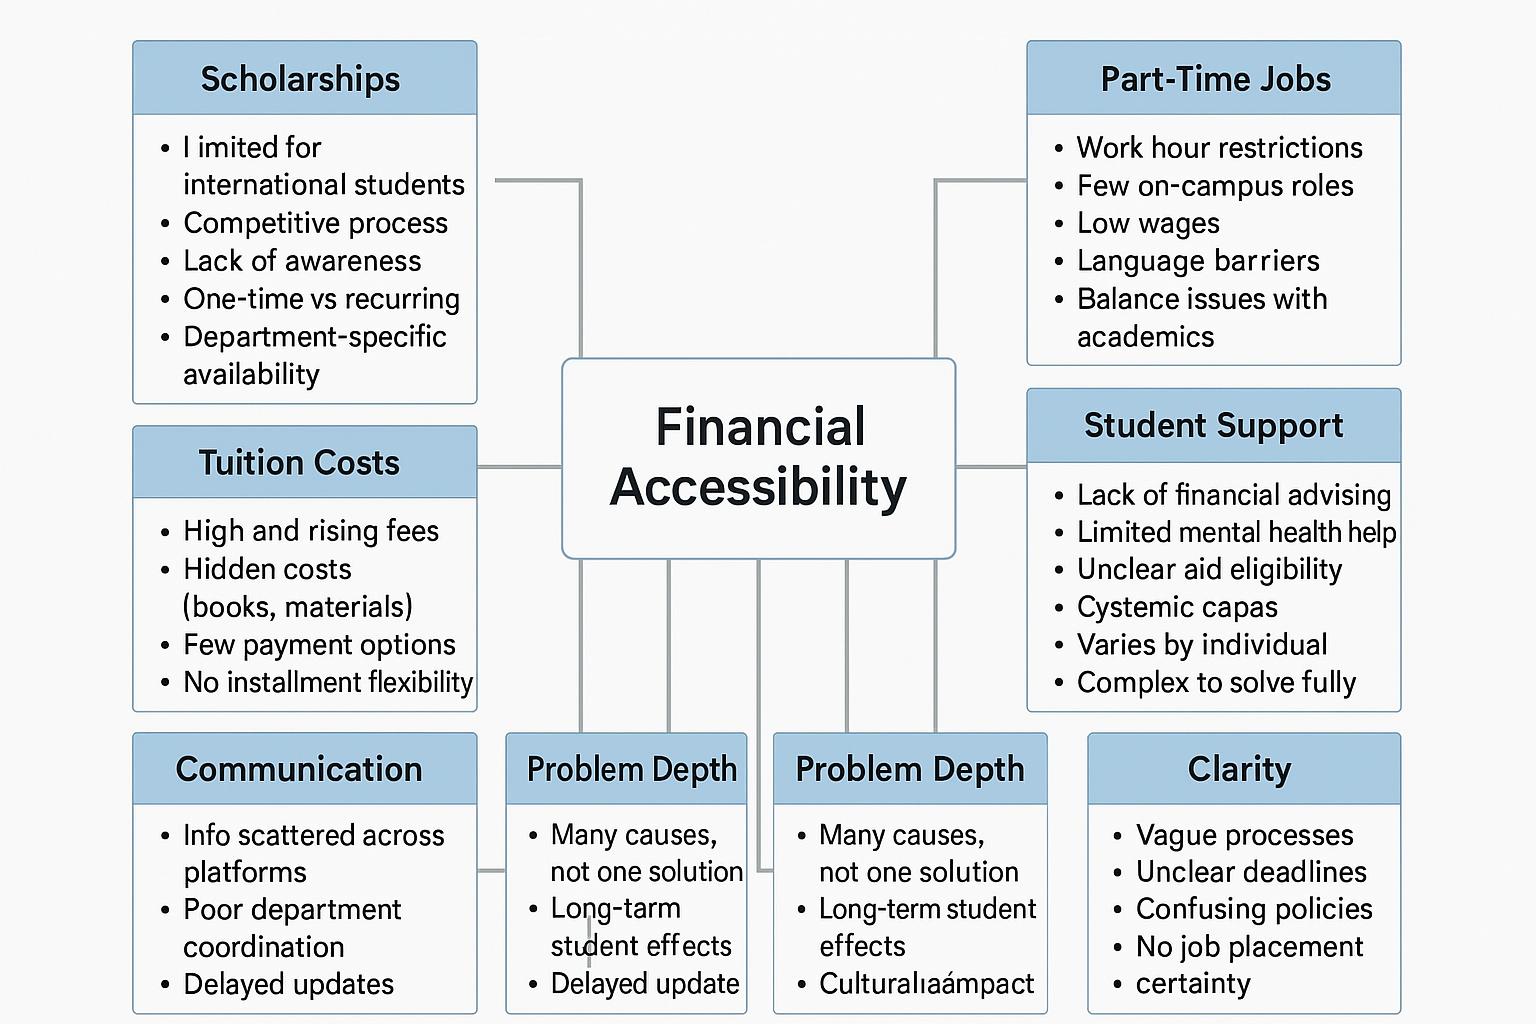 Scholarships
• I imited for
international students
• Competitive process
• Lack of awareness
• One-time vs recurring
• Department-specific
availability
Tuition Costs
• High and rising fees
• Hidden costs
(books, materials)
• Few payment options
• No installment flexibility
Financial
Accessibility
Part-Time Jobs
• Work hour restrictions
• Few on-campus roles
• Low wages
• Language barriers
• Balance issues with
academics
Student Support
• Lack of financial advising
• Limited mental health help
• Unclear aid eligibility
• Cystemic capas
• Varies by individual
• Complex to solve fully
Communication
• Info scattered across
platforms
• Poor department
coordination
• Delayed updates
Problem Depth
• Many causes,
not one solution
• Long-tarm
student effects
• Delayed update
Problem Depth
• Many causes,
not one solution
• Long-term student
effects
• Culturalıaámpact
Clarity
• Vague processes
• Unclear deadlines
• Confusing policies
• No job placement
• certainty